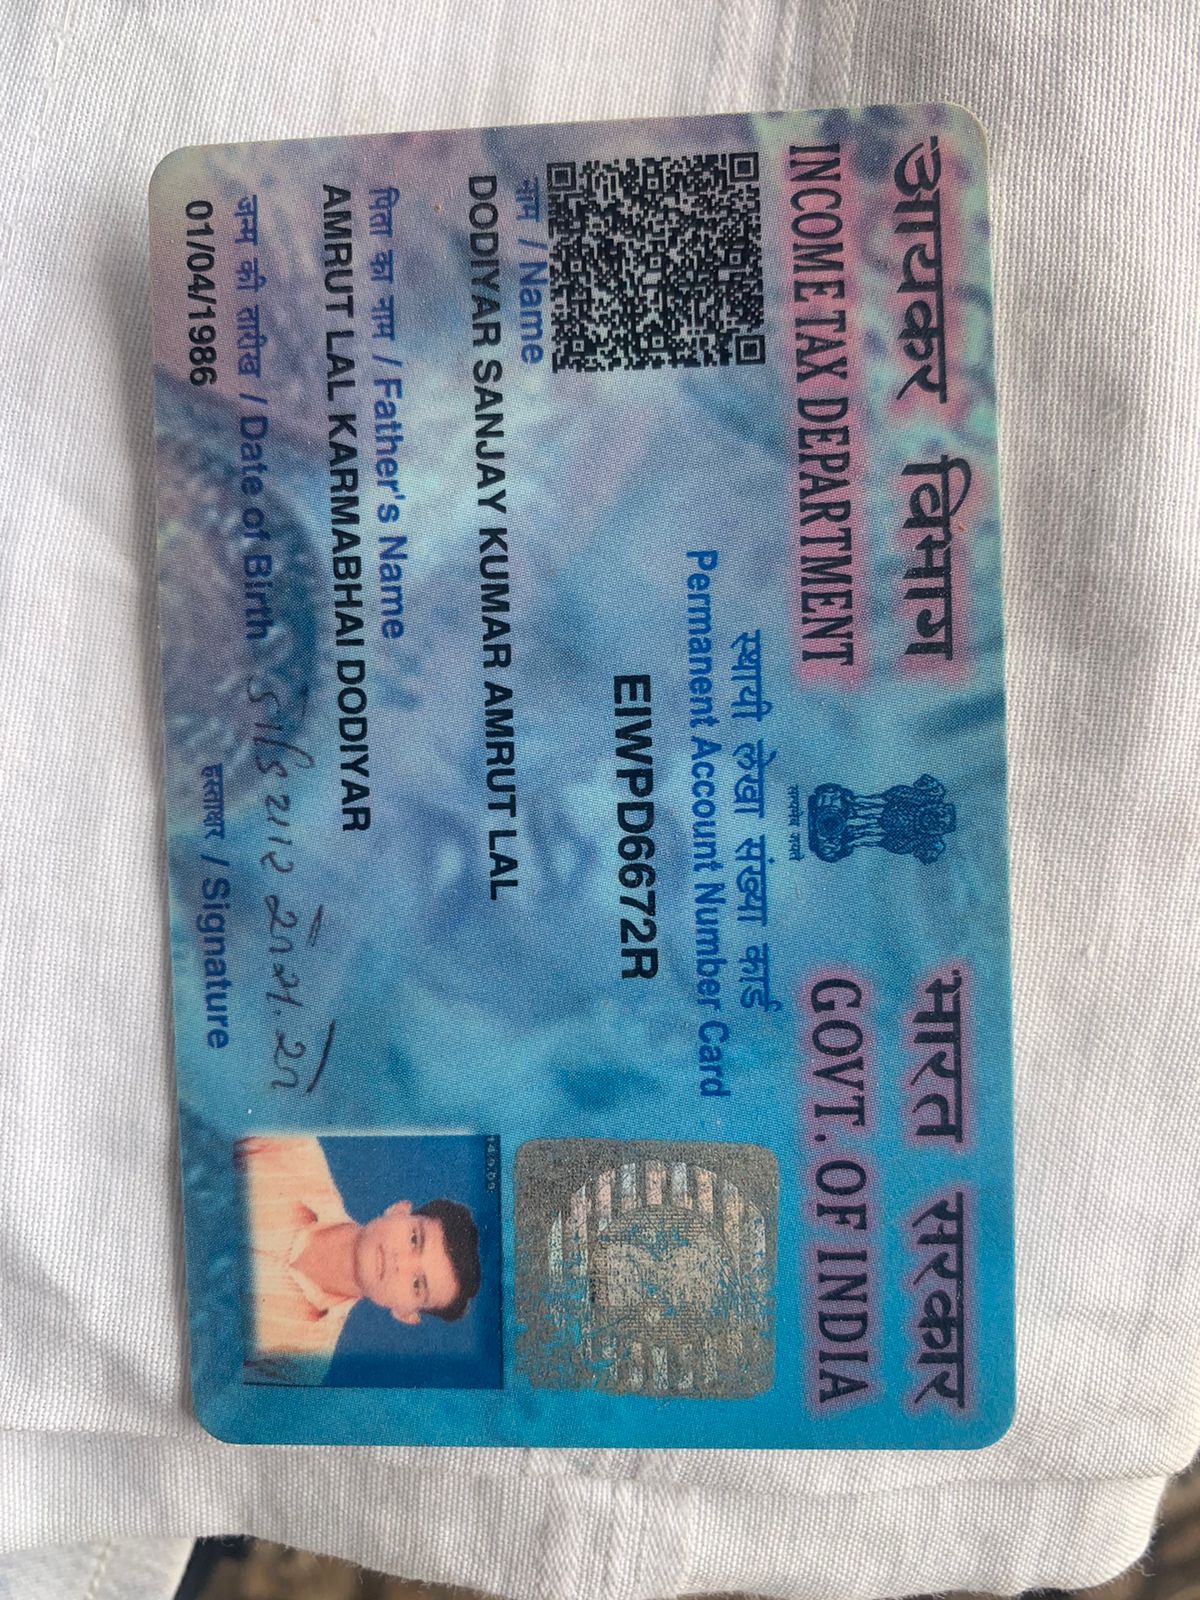 आयकर विभाग
INCOME TAX DEPARTMENT
भारत सरकार
GOVT. OF INDIA
सत्यमेव जयते
स्थायी लेखा संख्या कार्ड
Permanent Account Number Card
EIWPD6672R
नाम / Name
DODIYAR SANJAY KUMAR AMRUT LAL
14.9.09
पिता का नाम / Father's Name
AMRUT LAL KARMABHAI DODIYAR
जन्म की तारीख / Date of Birth
01/04/1986
हस्ताक्षर / Signature